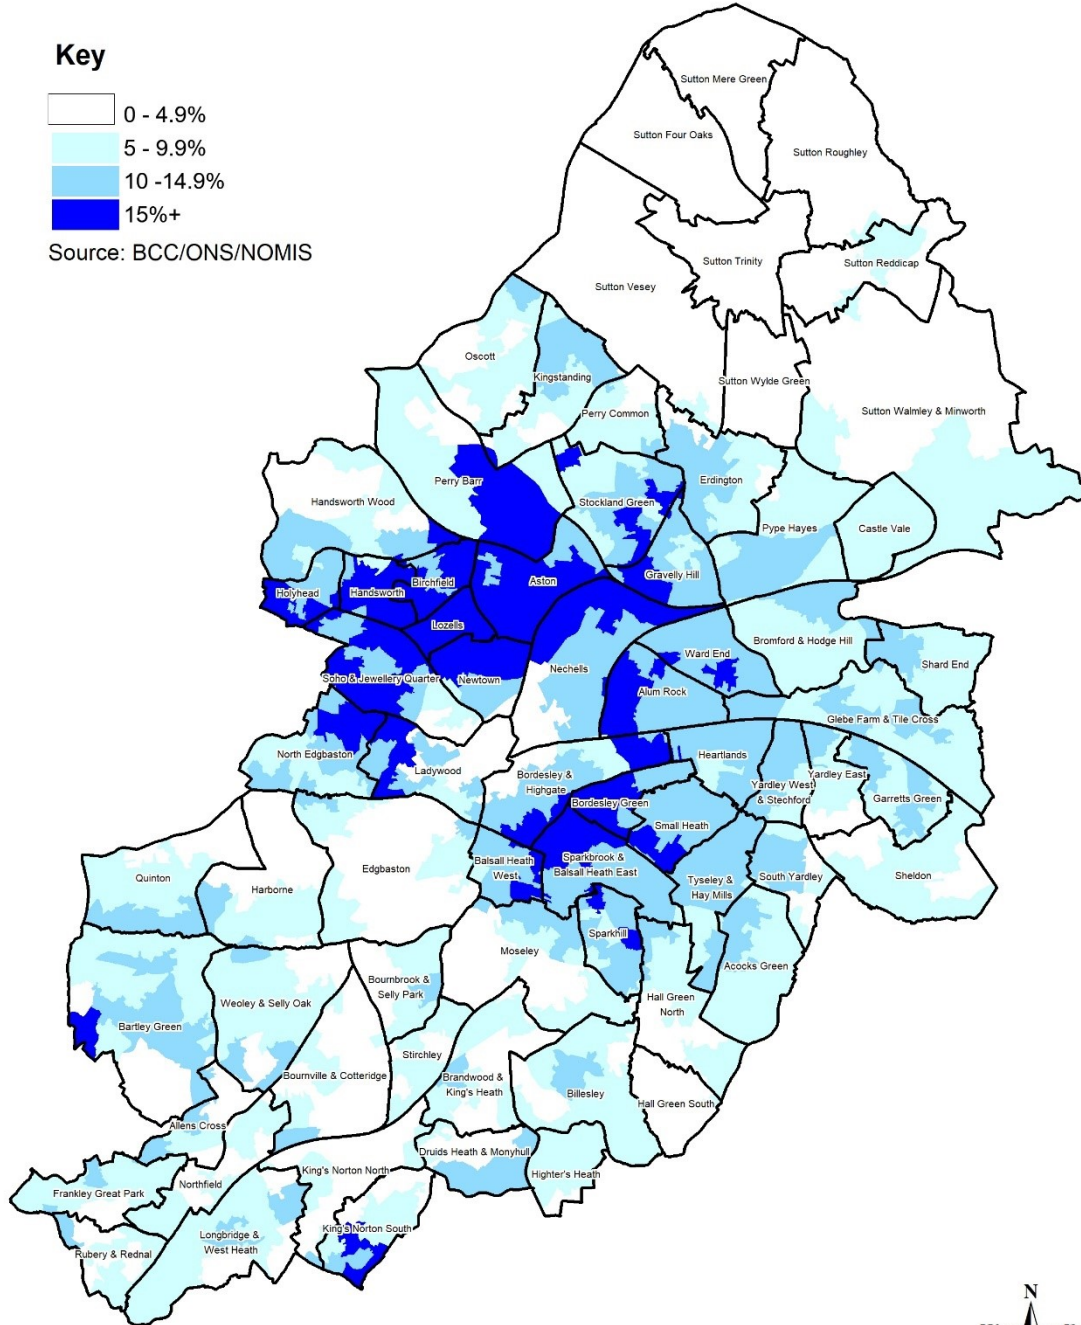 Key
0 - 4.9%
5 - 9.9%
10 -14.9%
15%+
Source: BCC/ONS/NOMIS
Sutton Mere Green
Sutton Four Oaks
Sutton Roughley
Sutton Trinity
Sutton Reddicap
Sutton Vesey
Oscott
Kingstanding
Sutton Wylde Green
Perry Common
Sutton Walmley & Minworth
Perry Barr
Erdington
Handsworth Wood
Stockland Green
Pype Hayes
Castle Vale
Holyhead
Handsworth
Birchfield
Aston
Gravelly Hill
Lozells
Bromford & Hodge Hill
Ward End
Shard End
Nechells
Soho & Jewellery Quarter
Newtown
Alum Rock
Glebe Farm & Tile Cross
North Edgbaston
Ladywood
Heartlands
Bordesley &
Highgate
Yardley East
Yardley West
& Stechford
Garretts Green
Bordesley Green
Small Heath
Balsall Heath
West
Sparkbrook &
Balsall Heath East
Edgbaston
Quinton
Harborne
Tyseley &
Hay Mills
South Yardley
Sheldon
Sparkhill
Moseley
Acocks Green
Bournbrook &
Selly Park
Weoley & Selly Oak
Hall Green
North
Bartley Green
Stirchley
Bournville & Cotteridge
Brandwood &
King's Heath
Billesley
Hall Green South
Allens Cross
Druids Heath & Monyhull
King's Norton North
Highter's Heath
Northfield
Frankley Great Park
King's Norton South
Longbridge &
West Heath
Rubery & Rednal
N